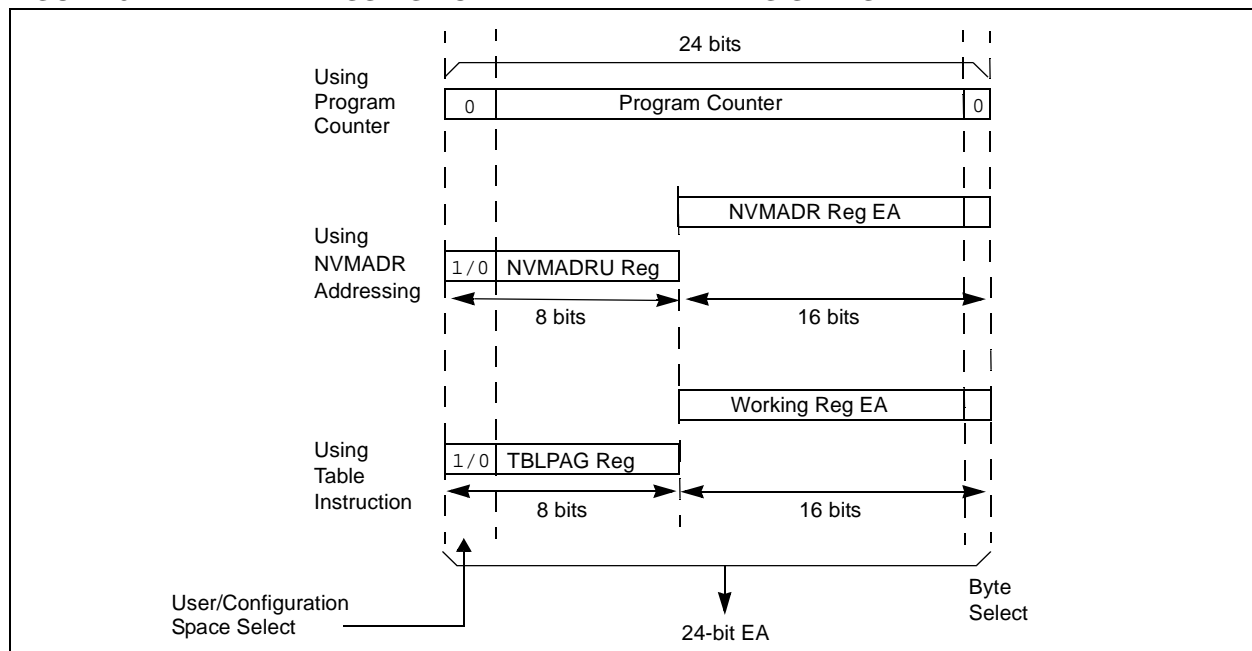 24 bits
Using
Program
Counter
0
Program Counter
0
NVMADR Reg EA
Using
NVMADR
Addressing
1/0
NVMADRU Reg
8 bits
16 bits
Working Reg EA
Using
Table
Instruction
1/0
TBLPAG Reg
8 bits
16 bits
User/Configuration
Space Select
24-bit EA
Byte
Select